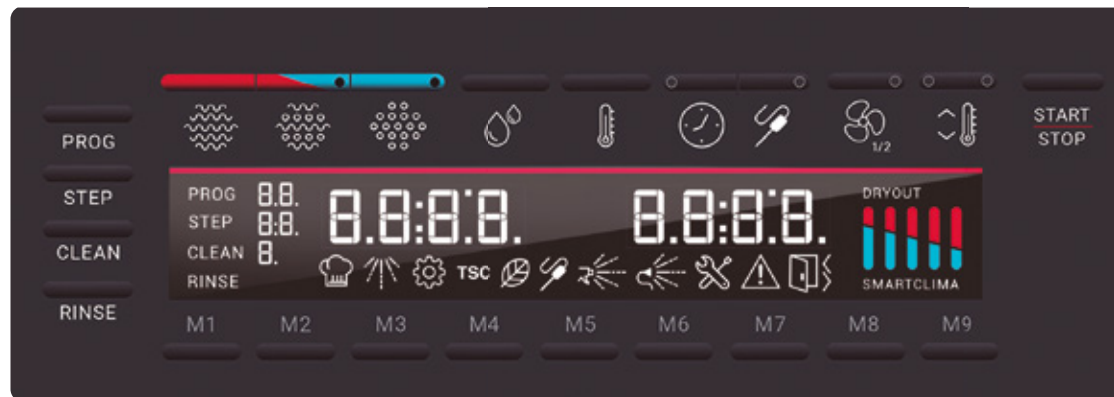 PROG
STEP
CLEAN
RINSE
1/2
START
STOP
PROG 8.8.
STEP 8:8.
CLEAN 8.
RINSE
8.8:8.8.
8.8:8.8.
TSC
DRYOUT
SMARTCLIMA
M1 M2 M3 M4 M5 M6 M7 M8 M9